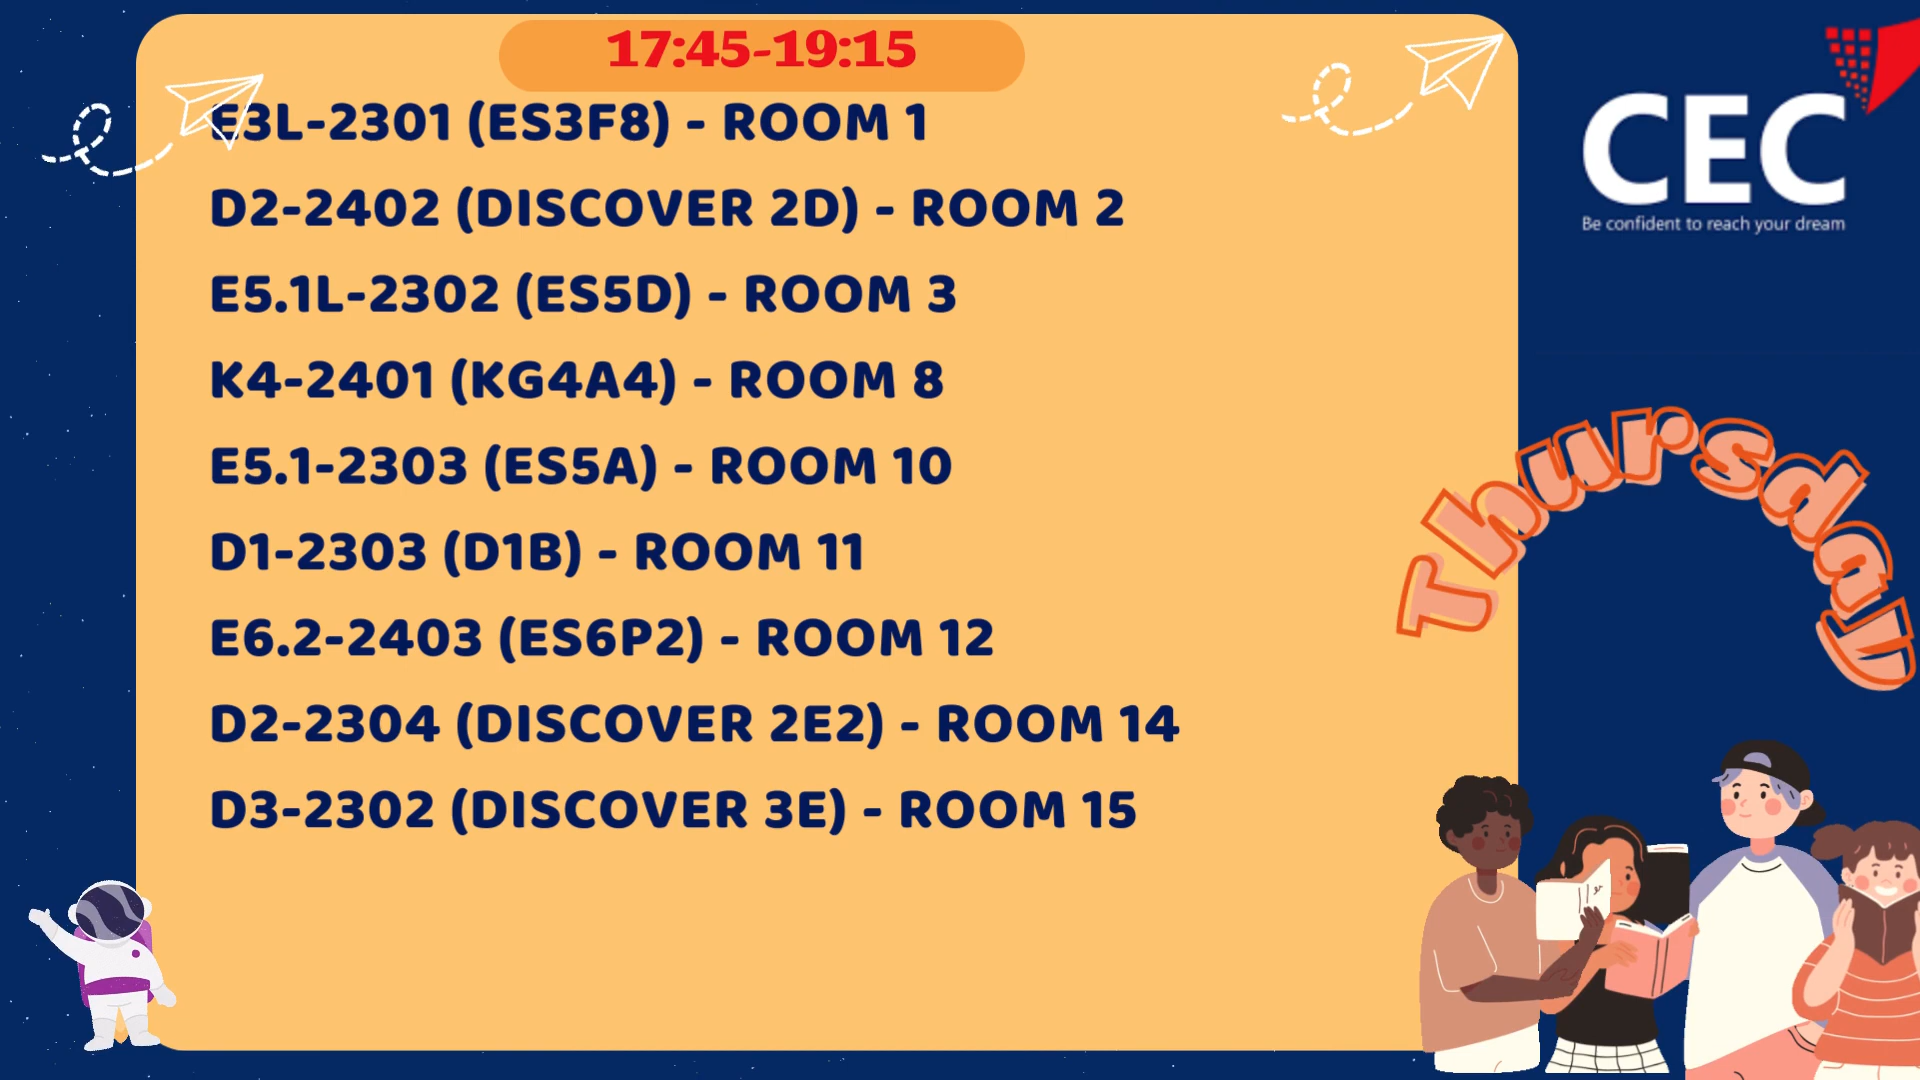 17:45-19:15
E3L-2301 (ES3F8) - ROOM 1
D2-2402 (DISCOVER 2D) - ROOM 2
E5.1L-2302 (ES5D) - ROOM 3
K4-2401 (KG4A4) - ROOM 8
E5.1-2303 (ES5A) - ROOM 10
D1-2303 (D1B) - ROOM 11
E6.2-2403 (ES6P2) - ROOM 12
D2-2304 (DISCOVER 2E2) - ROOM 14
D3-2302 (DISCOVER 3E) - ROOM 15
CEC
Be confident to reach your dream
Thursday